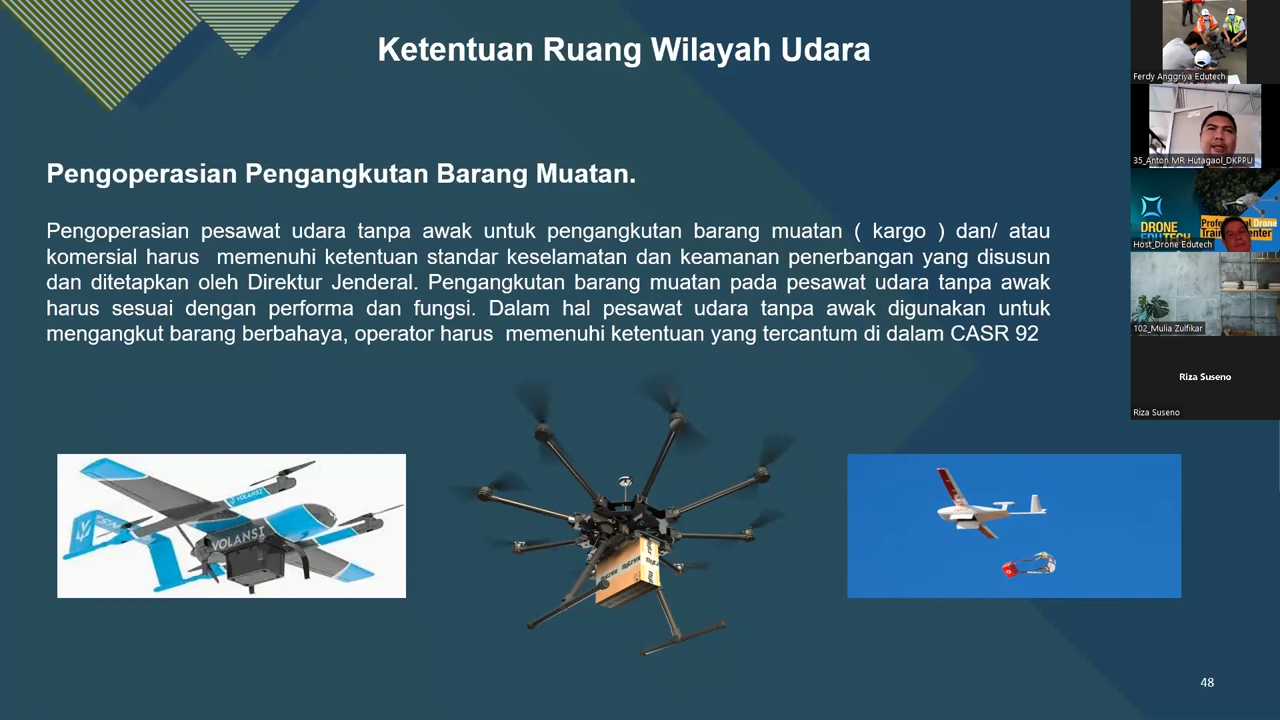 Ketentuan Ruang Wilayah Udara
Pengoperasian Pengangkutan Barang Muatan.
Pengoperasian pesawat udara tanpa awak untuk pengangkutan barang muatan ( kargo ) dan/ atau
komersial harus memenuhi ketentuan standar keselamatan dan keamanan penerbangan yang disusun
dan ditetapkan oleh Direktur Jenderal. Pengangkutan barang muatan pada pesawat udara tanpa awak
harus sesuai dengan performa dan fungsi. Dalam hal pesawat udara tanpa awak digunakan untuk
mengangkut barang berbahaya, operator harus memenuhi ketentuan yang tercantum di dalam CASR 92
VOLANSI
VOLANSI
48
Ferdy Anggriya Edutech
35_Anton MR Hutagaol_DKPPU
DRONE
Host_Drone Edutech
102_Mulia Zulfikar
Riza Suseno
Riza Suseno